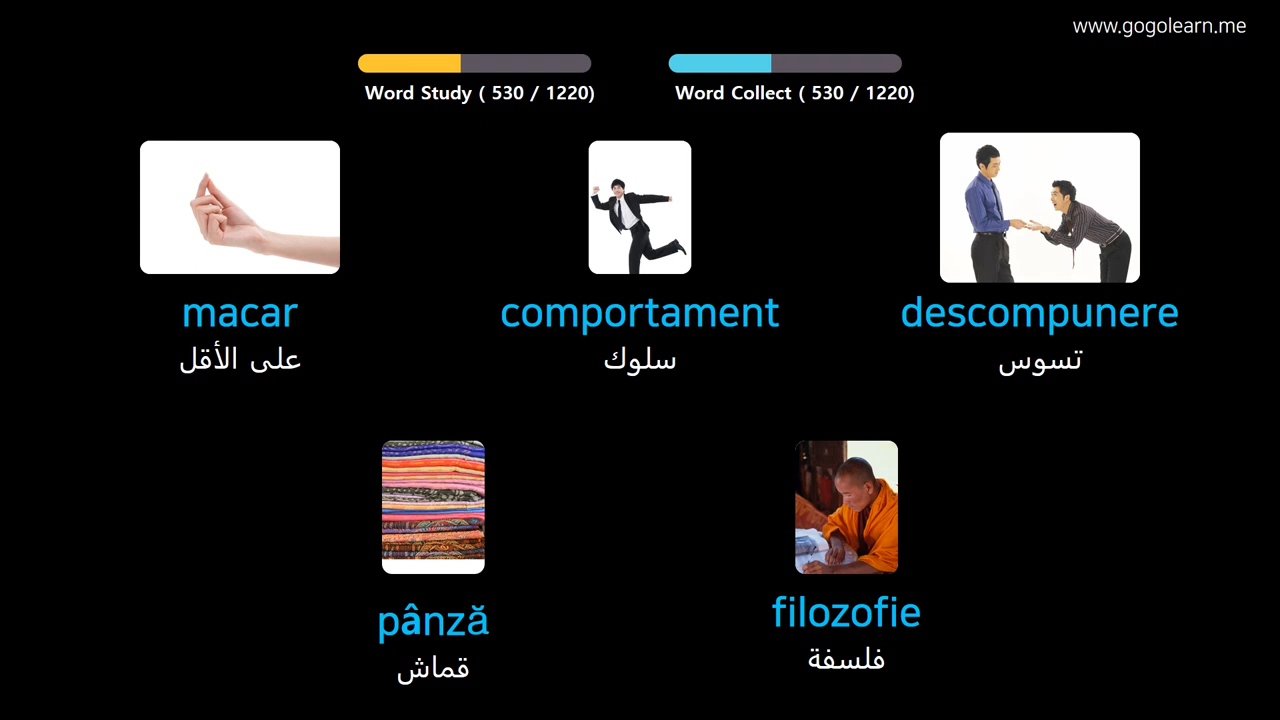 www.gogolearn.me
Word Study ( 530 / 1220)
Word Collect ( 530 / 1220)
macar
على الأقل
comportament
سلوك
descompunere
تسوس
pânză
قماش
filozofie
فلسفة